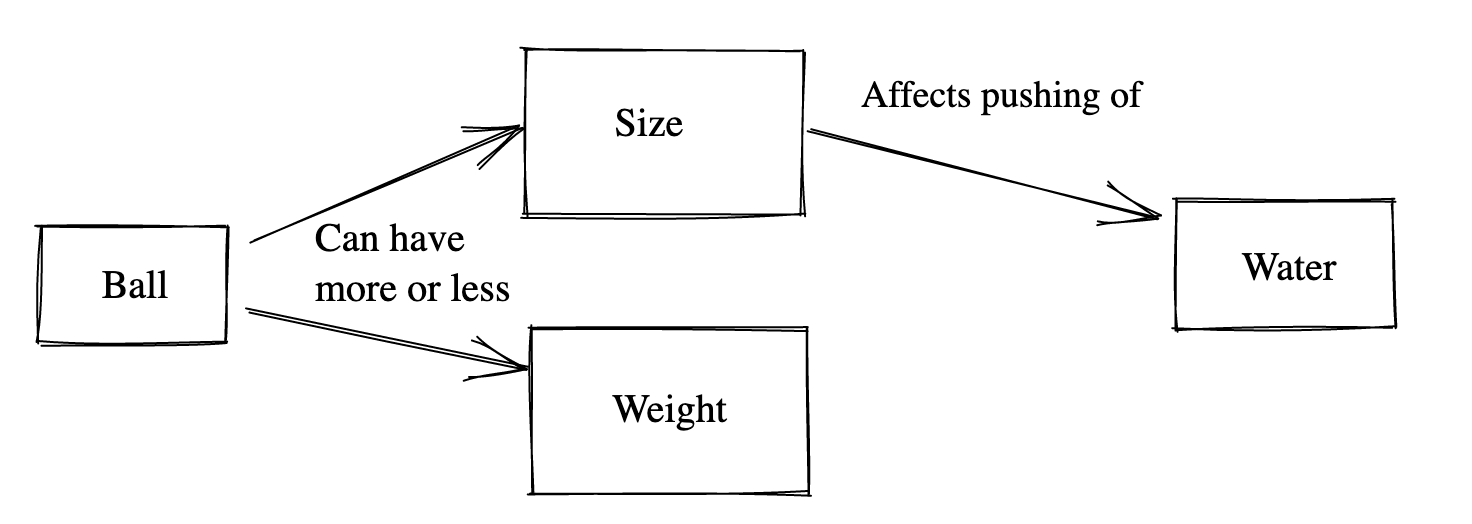 Size
Affects pushing of
Ball
Can have
more or less
Water
Weight